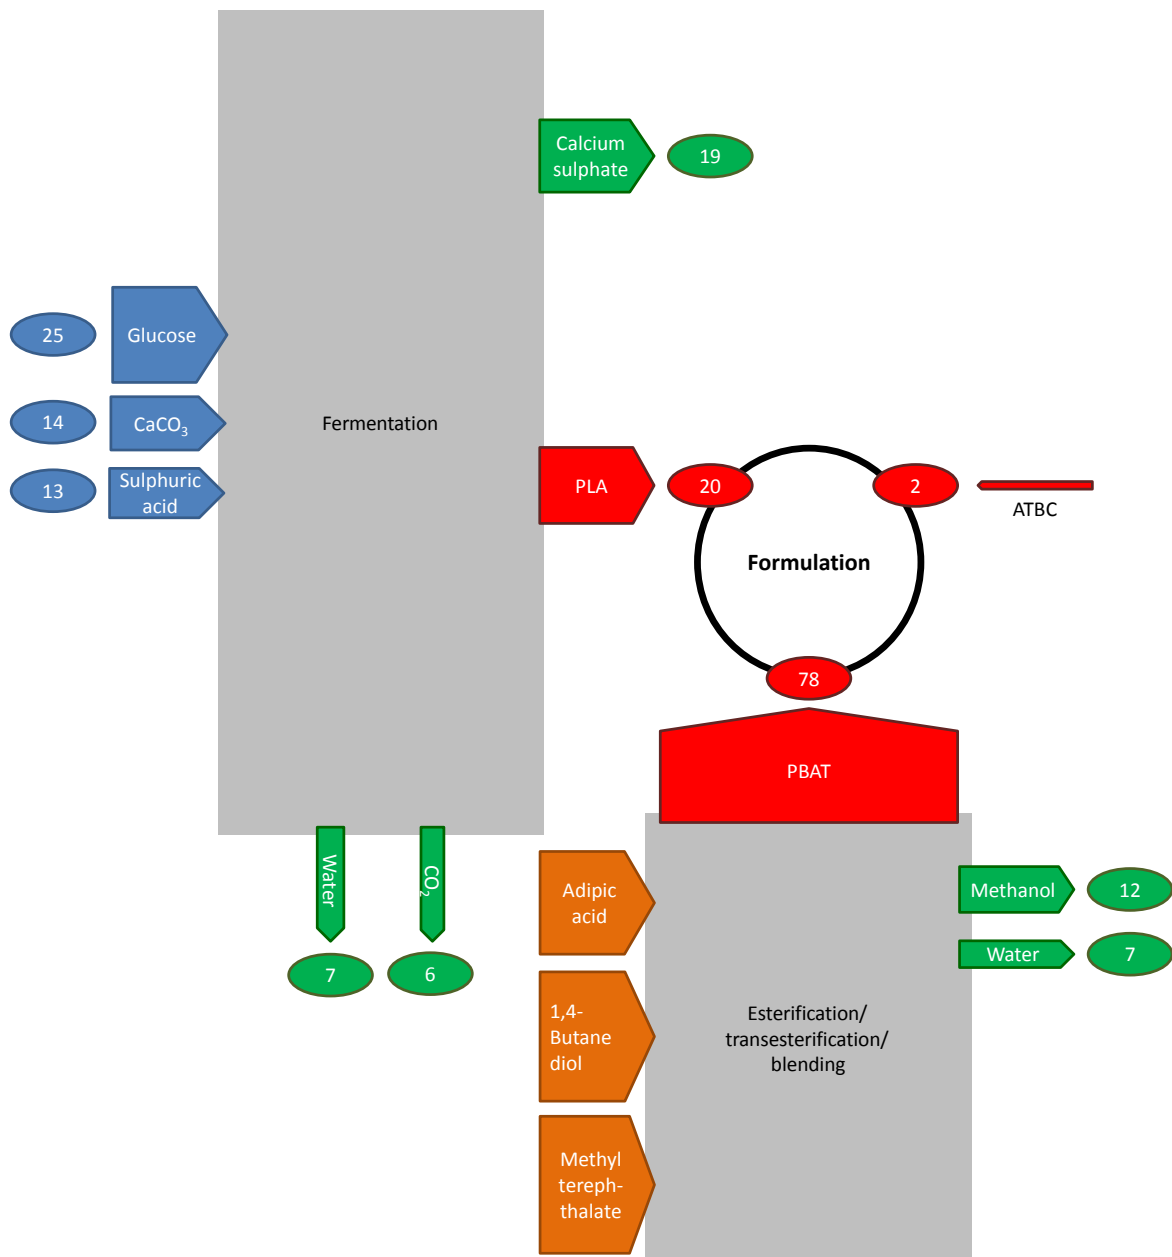 Calcium
sulphate
19
25
Glucose
14
CaCO₃
Fermentation
13
Sulphuric
acid
PLA
20
2
ATBC
Formulation
78
PBAT
Water
CO₂
7
6
Adipic
acid
Methanol
12
Water
7
1,4-
Butane
diol
Esterification/
transesterification/
blending
Methyl
tereph-
thalate